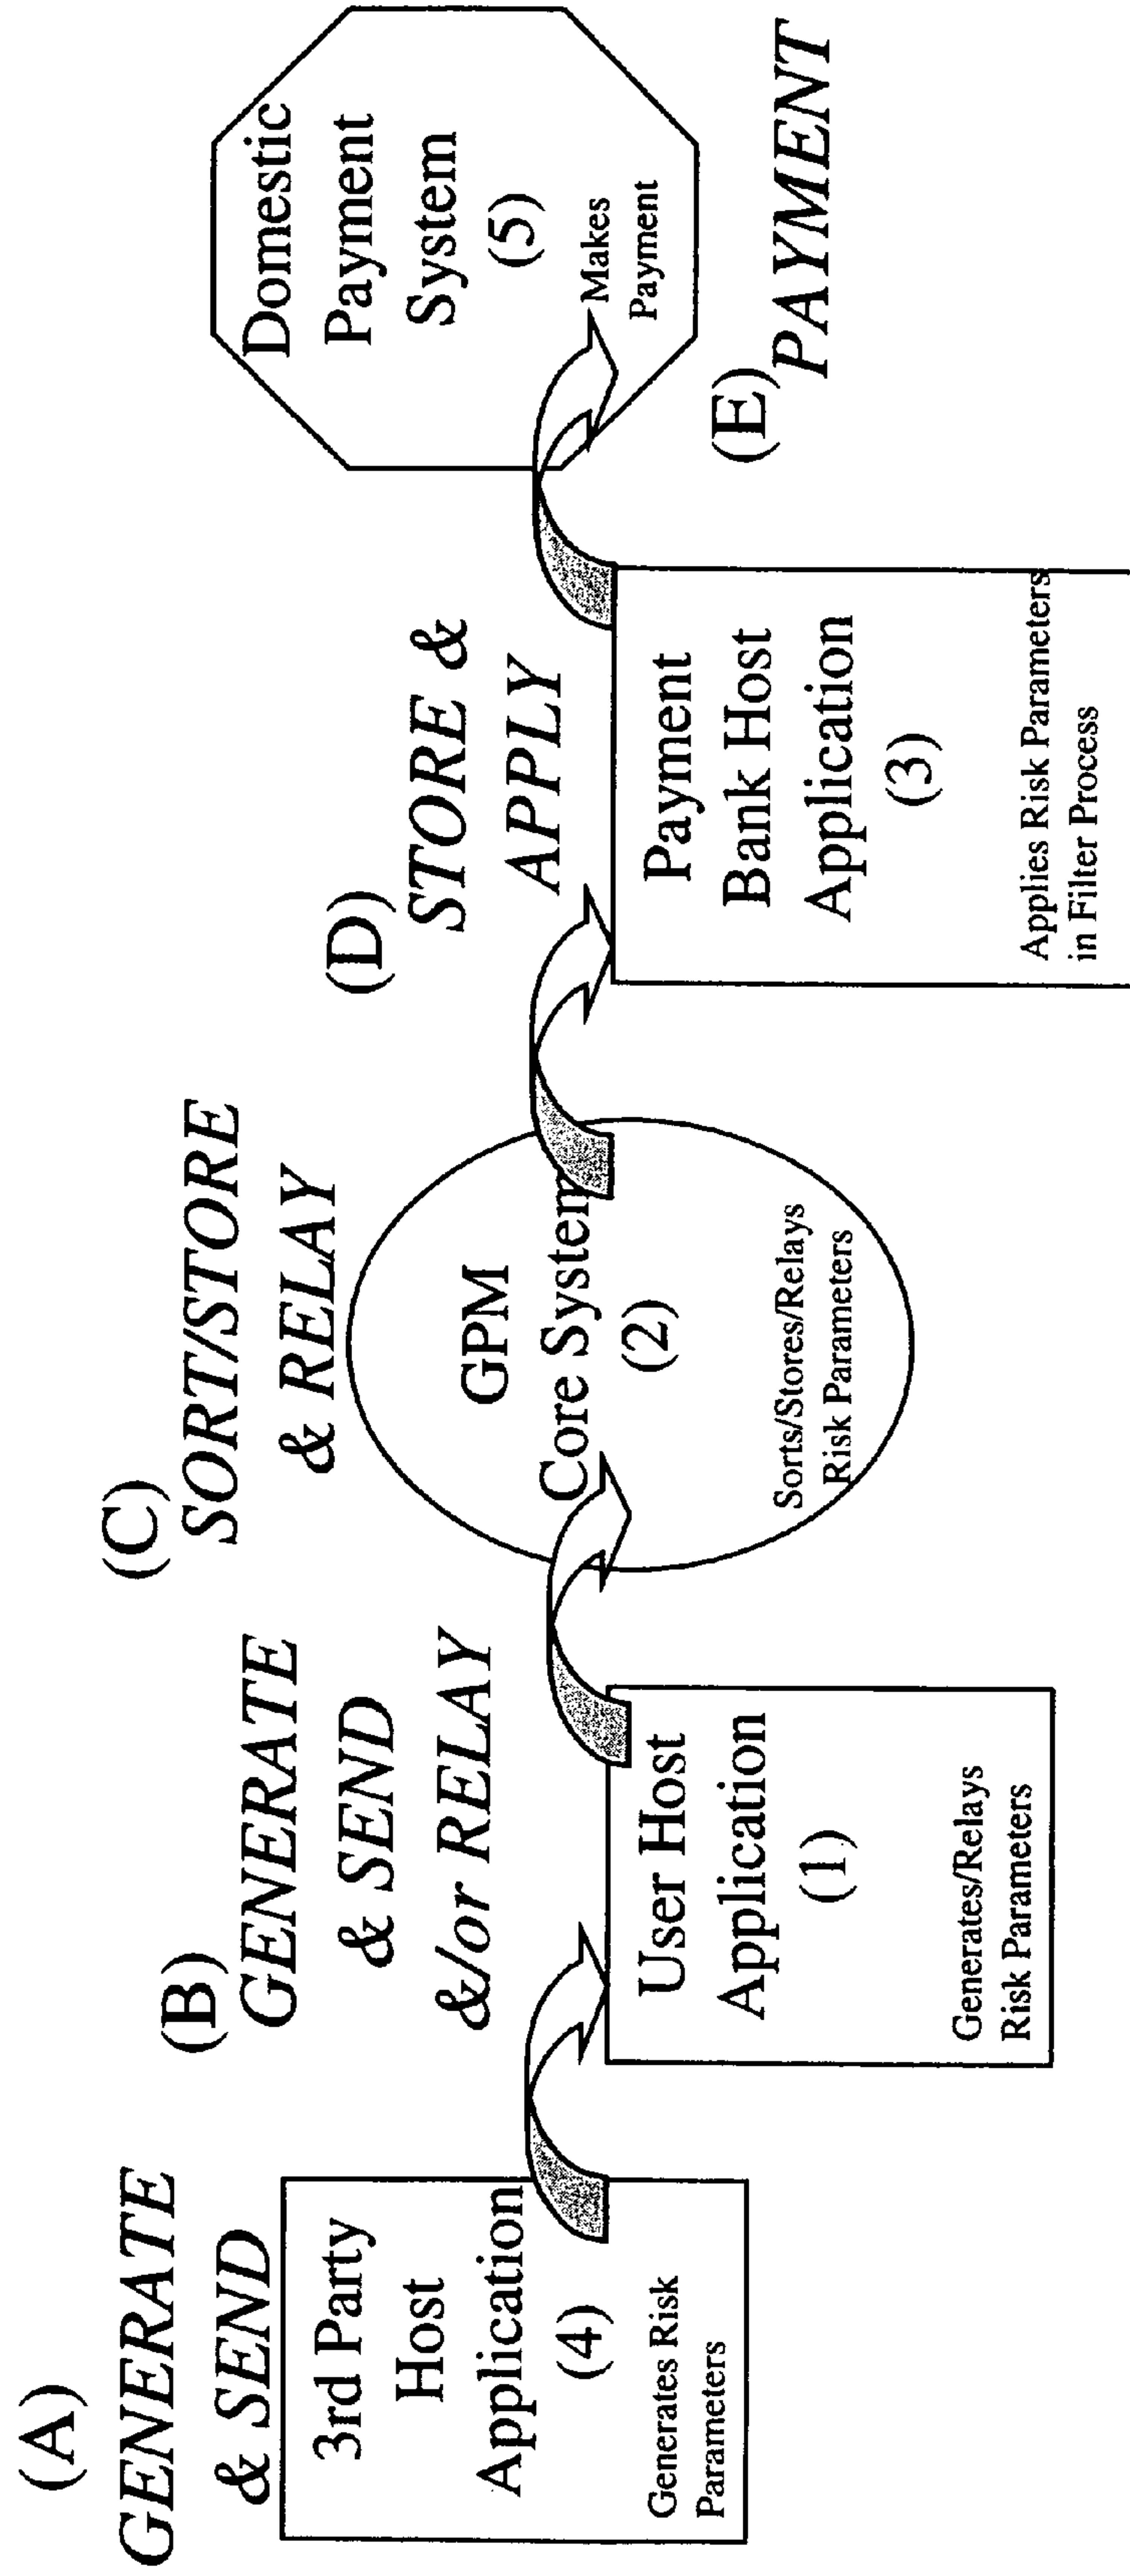 (A)
GENERATE
& SEND
3rd Party
Host
Application
(4)
Generates Risk
Parameters
(B)
GENERATE
& SEND
&/or RELAY
User Host
Application
(1)
Generates/Relays
Risk Parameters
(C)
SORT/STORE
& RELAY
GPM
Core System
(2)
Sorts/Stores/Relays
Risk Parameters
(D)
STORE &
APPLY
Payment
Bank Host
Application
(3)
Applies Risk Parameters
in Filter Process
Domestic
Payment
System
(5)
Makes
Payment
(E)
PAYMENT